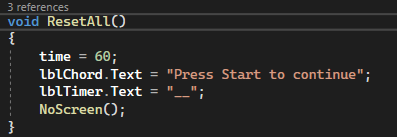 3 references
void ResetAll()
{
time = 60;
lblChord.Text = "Press Start to continue";
lblTimer.Text = "__";
NoScreen();
}